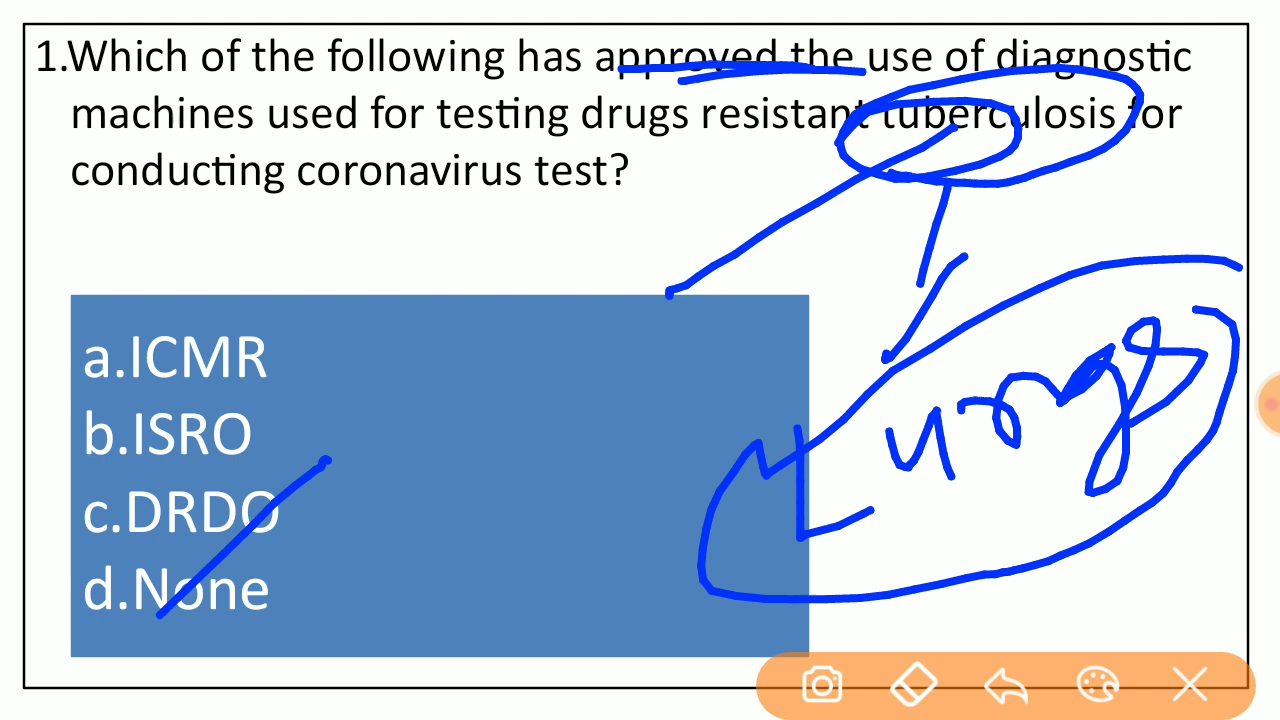 1.Which of the following has approved the use of diagnostic
machines used for testing drugs resistant tuberculosis for
conducting coronavirus test?
a.ICMR
b.ISRO
c.DRDO
d.None
Lungs